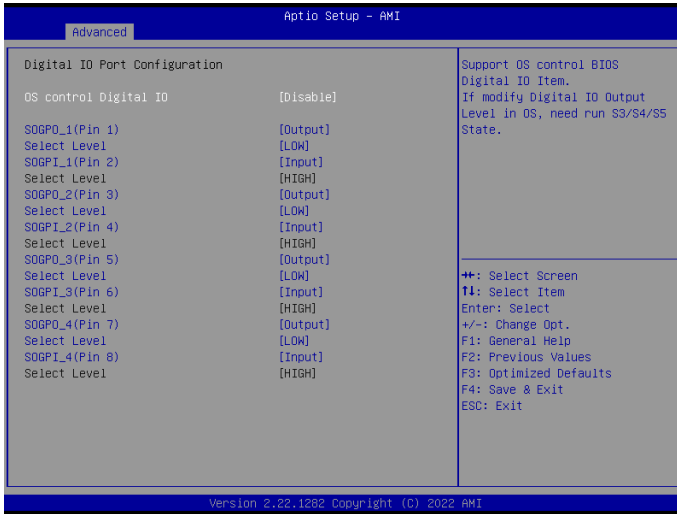 Aptio Setup – AMI
Advanced
Digital IO Port Configuration
OS control Digital IO [Disable]
SOGPO_1(Pin 1) [Output]
Select Level [LOW]
SOGPI_1(Pin 2) [Input]
Select Level [HIGH]
SOGPO_2(Pin 3) [Output]
Select Level [LOW]
SOGPI_2(Pin 4) [Input]
Select Level [HIGH]
SOGPO_3(Pin 5) [Output]
Select Level [LOW]
SOGPI_3(Pin 6) [Input]
Select Level [HIGH]
SOGPO_4(Pin 7) [Output]
Select Level [LOW]
SOGPI_4(Pin 8) [Input]
Select Level [HIGH]
Support OS control BIOS
Digital IO Item.
If modify Digital IO Output
Level in OS, need run S3/S4/S5
State.
→←: Select Screen
↑↓: Select Item
Enter: Select
+/-: Change Opt.
F1: General Help
F2: Previous Values
F3: Optimized Defaults
F4: Save & Exit
ESC: Exit
Version 2.22.1282 Copyright (C) 2022 AMI